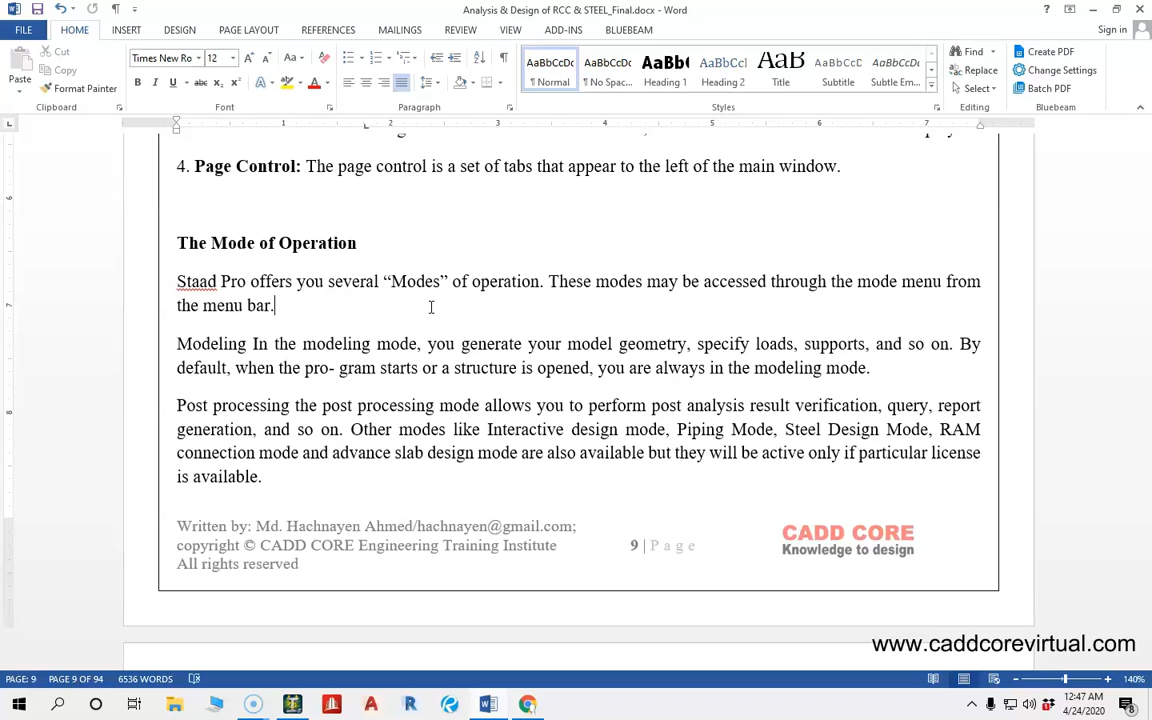 Analysis & Design of RCC & STEEL_Final.docx - Word
FILE HOME INSERT DESIGN PAGE LAYOUT REFERENCES MAILINGS REVIEW VIEW ADD-INS BLUEBEAM Sign in
Paste Cut Copy Format Painter
Times New Ro 12
AaBbCcDc AaBbCcDc AaBbC AaBbCcI AaB AaBbCcD AaBbCcDc
¶ Normal ¶ No Spac... Heading 1 Heading 2 Title Subtitle Subtle Em...
Find Replace Select
Create PDF Change Settings Batch PDF
Clipboard Font Paragraph Styles Editing Bluebeam
1 2 3 4 5 6 7
4. Page Control: The page control is a set of tabs that appear to the left of the main window.
The Mode of Operation
Staad Pro offers you several “Modes” of operation. These modes may be accessed through the mode menu from
the menu bar.
Modeling In the modeling mode, you generate your model geometry, specify loads, supports, and so on. By
default, when the pro- gram starts or a structure is opened, you are always in the modeling mode.
Post processing the post processing mode allows you to perform post analysis result verification, query, report
generation, and so on. Other modes like Interactive design mode, Piping Mode, Steel Design Mode, RAM
connection mode and advance slab design mode are also available but they will be active only if particular license
is available.
Written by: Md. Hachnayen Ahmed/hachnayen@gmail.com;
copyright © CADD CORE Engineering Training Institute
All rights reserved
9 | P a g e
CADD CORE
Knowledge to design
www.caddcorevirtual.com
PAGE: 9 PAGE 9 OF 94 6536 WORDS 140%
12:47 AM
4/24/2020